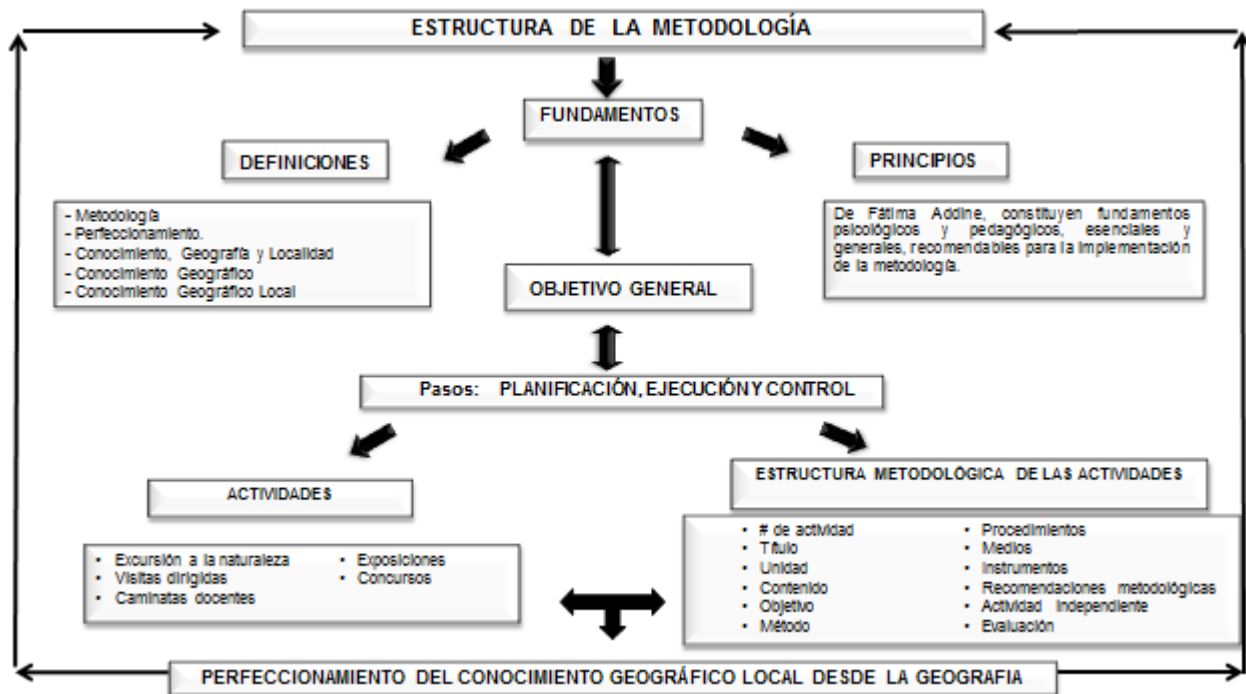 ESTRUCTURA DE LA METODOLOGÍA
FUNDAMENTOS
DEFINICIONES
PRINCIPIOS
- Metodología
- Perfeccionamiento.
- Conocimiento, Geografía y Localidad
- Conocimiento Geográfico
- Conocimiento Geográfico Local
De Fátima Addine, constituyen fundamentos
psicológicos y pedagógicos, esenciales y
generales, recomendables para la implementación
de la metodología.
OBJETIVO GENERAL
Pasos: PLANIFICACIÓN, EJECUCIÓN Y CONTROL
ACTIVIDADES
• Excursión a la naturaleza
• Visitas dirigidas
• Caminatas docentes
• Exposiciones
• Concursos
ESTRUCTURA METODOLÓGICA DE LAS ACTIVIDADES
• # de actividad
• Título
• Unidad
• Contenido
• Objetivo
• Método
• Procedimientos
• Medios
• Instrumentos
• Recomendaciones metodológicas
• Actividad Independiente
• Evaluación
PERFECCIONAMIENTO DEL CONOCIMIENTO GEOGRÁFICO LOCAL DESDE LA GEOGRAFIA